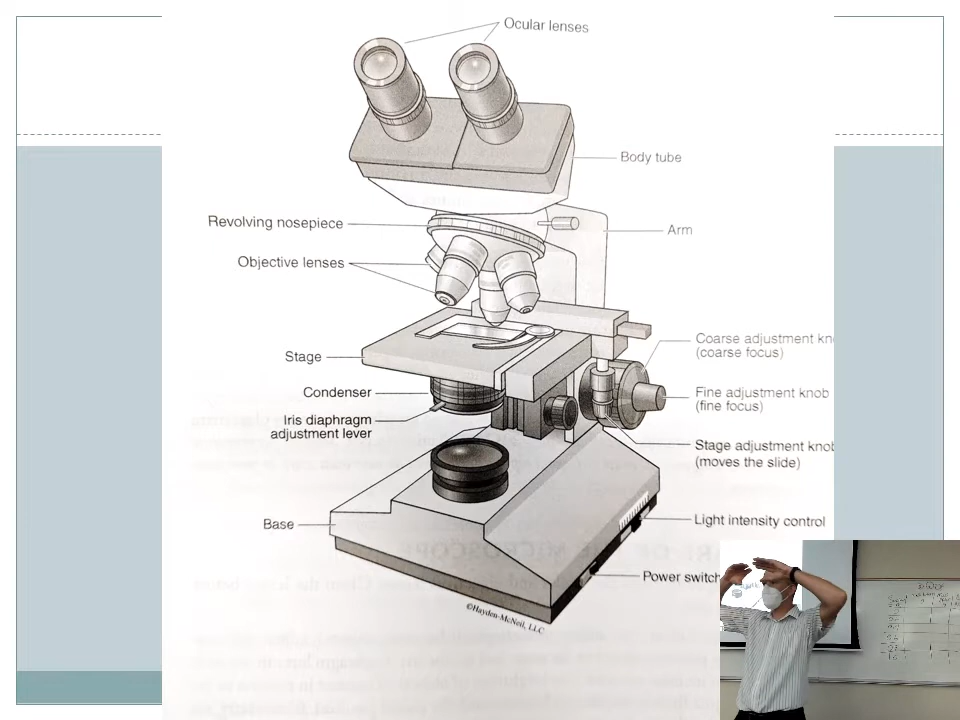 Ocular lenses
Body tube
Revolving nosepiece
Arm
Objective lenses
Coarse adjustment kn
(coarse focus)
Stage
Condenser
Fine adjustment knob
(fine focus)
Iris diaphragm
adjustment lever
Stage adjustment knob
(moves the slide)
Base
Light intensity control
Power switch
©Hayden-McNeil, LLC